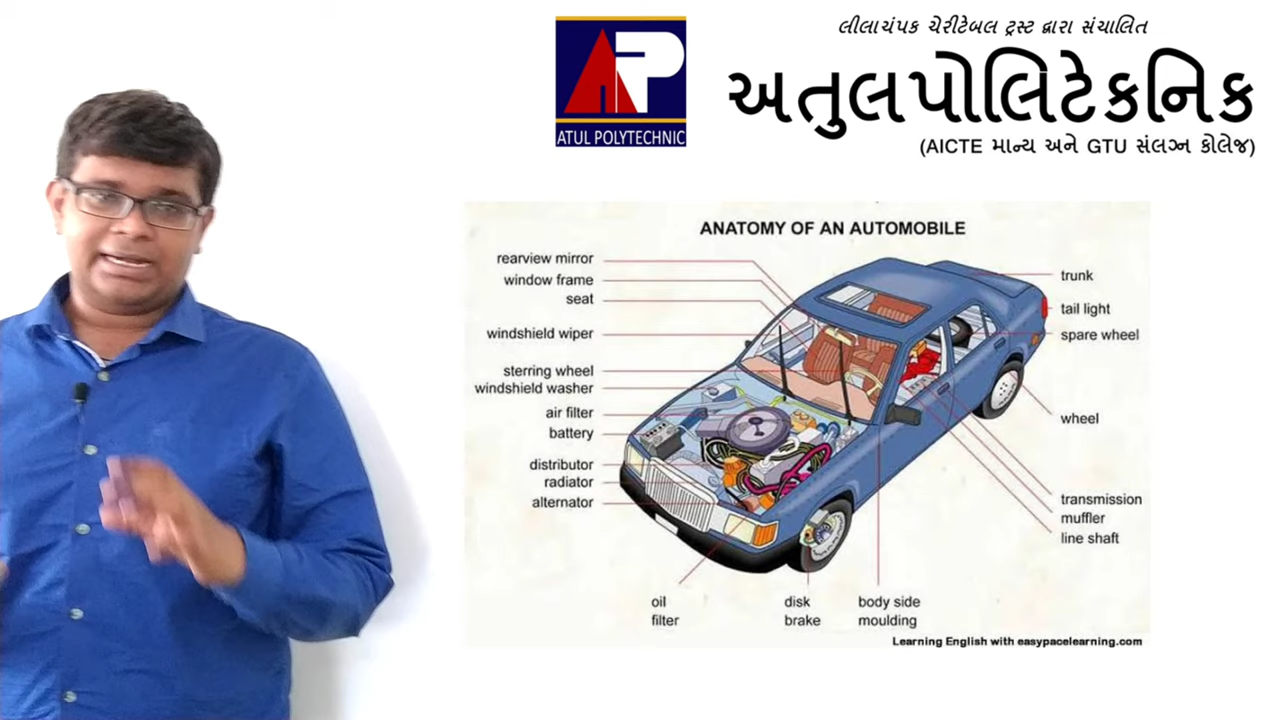 લીલાચંપક ચેરીટેબલ ટ્રસ્ટ દ્વારા સંચાલિત
અતુલપોલિટેકનિક
(AICTE માન્ય અને GTU સંલગ્ન કોલેજ)
AP
ATUL POLYTECHNIC
ANATOMY OF AN AUTOMOBILE
rearview mirror
window frame
seat
windshield wiper
sterring wheel
windshield washer
air filter
battery
distributor
radiator
alternator
trunk
tail light
spare wheel
wheel
transmission
muffler
line shaft
oil
filter
disk
brake
body side
moulding
Learning English with easypacelearning.com